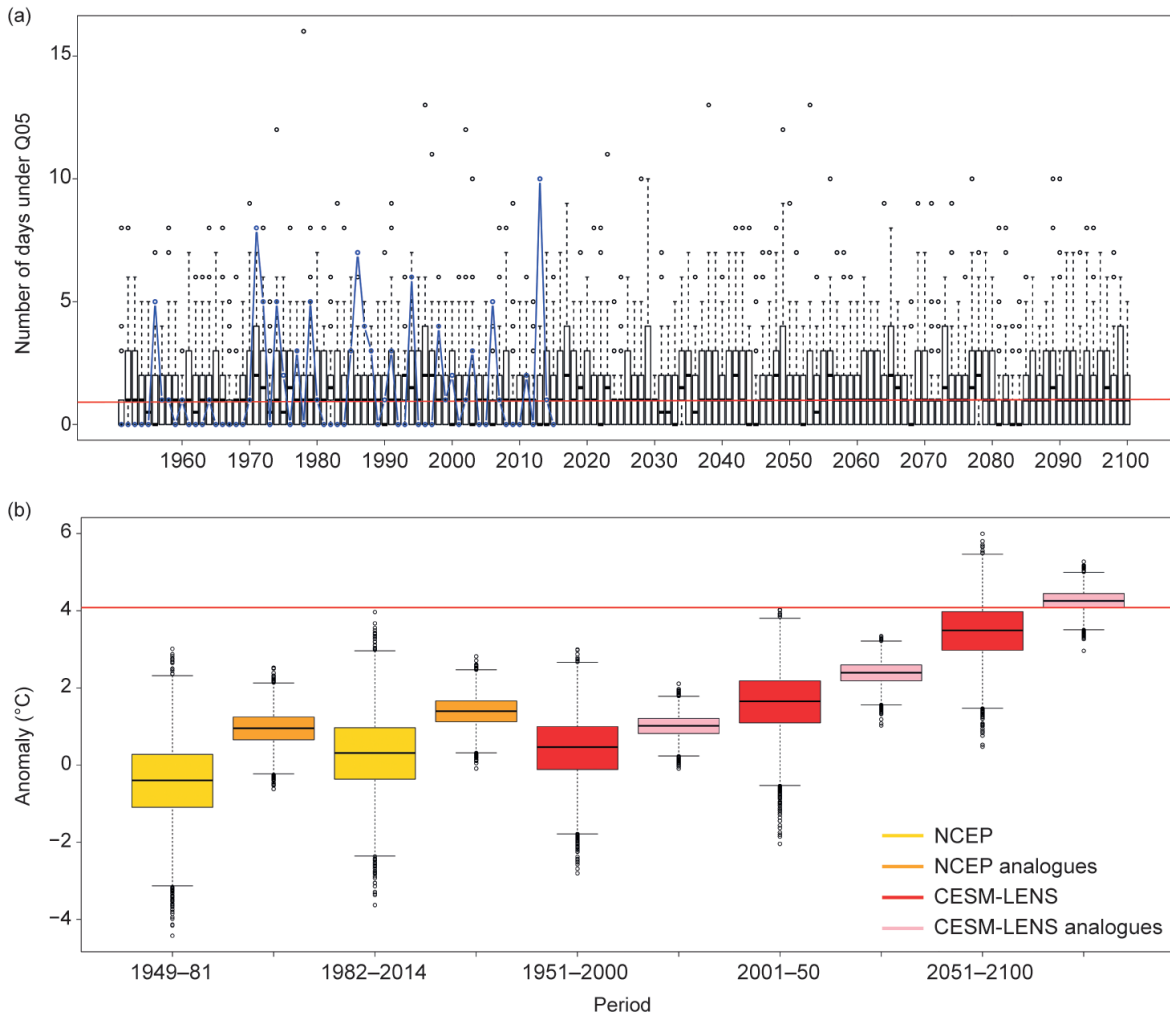 (a)
Number of days under Q05
15
10
5
0
1960 1970 1980 1990 2000 2010 2020 2030 2040 2050 2060 2070 2080 2090 2100
(b)
Anomaly (°C)
6
4
2
0
−2
−4
NCEP
NCEP analogues
CESM-LENS
CESM-LENS analogues
1949–81 1982–2014 1951–2000 2001–50 2051–2100
Period